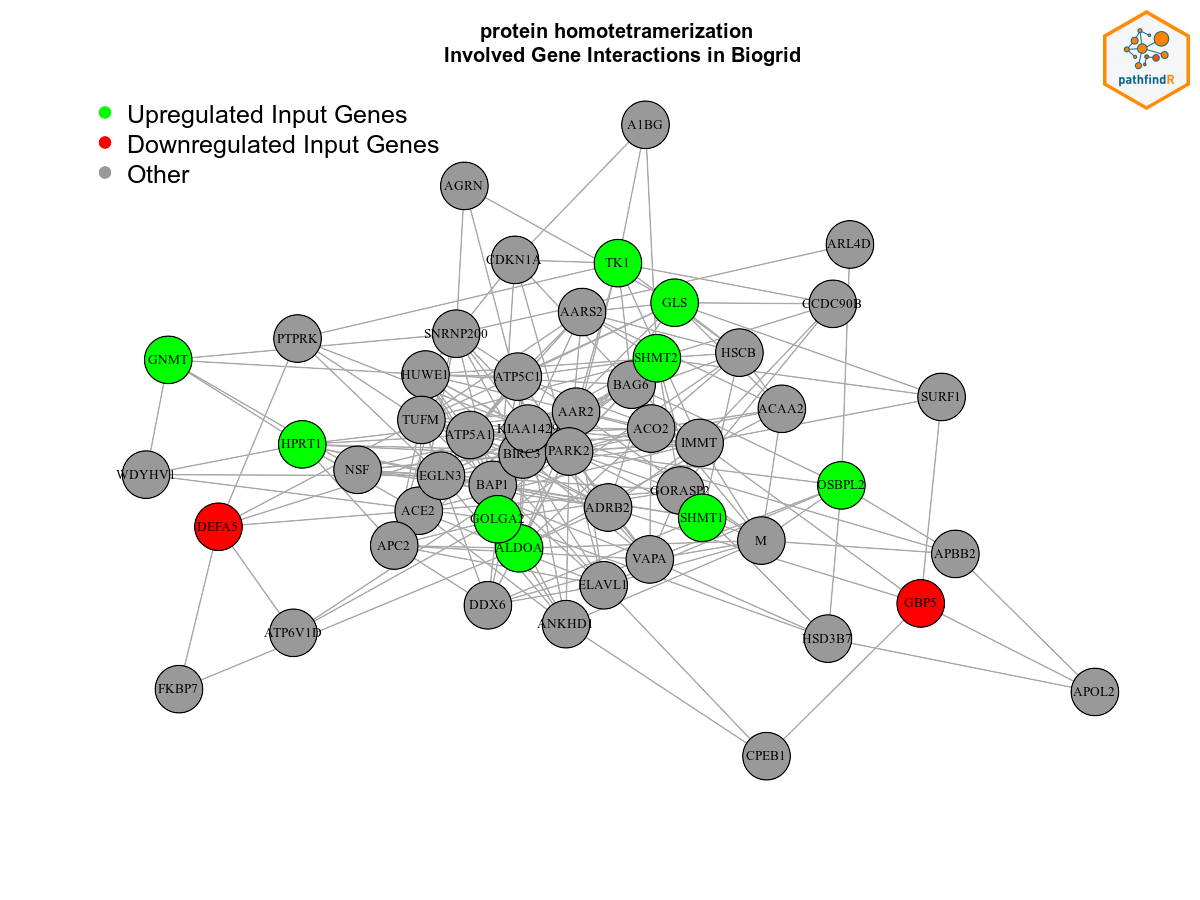 protein homotetramerization
Involved Gene Interactions in Biogrid
pathfindR
Upregulated Input Genes
Downregulated Input Genes
Other
A1BG
AGRN
ARL4D
CDKN1A
TK1
GLS
CCDC90B
AARS2
PTPRK
SNRNP200
GNMT
SHMT2
HSCB
HUWE1
ATP5C1
BAG6
SURF1
ACAA2
AAR2
TUFM
KIAA1429
ACO2
ATP5A1
HPRT1
IMMT
BIRC3
PARK2
NSF
WDYHV1
EGLN3
BAP1
OSBPL2
GORASP2
ADRB2
ACE2
GOLGA2
SHMT1
DEFA5
M
APC2
ALDOA
VAPA
APBB2
ELAVL1
GBP5
DDX6
ANKHD1
ATP6V1D
HSD3B7
FKBP7
APOL2
CPEB1